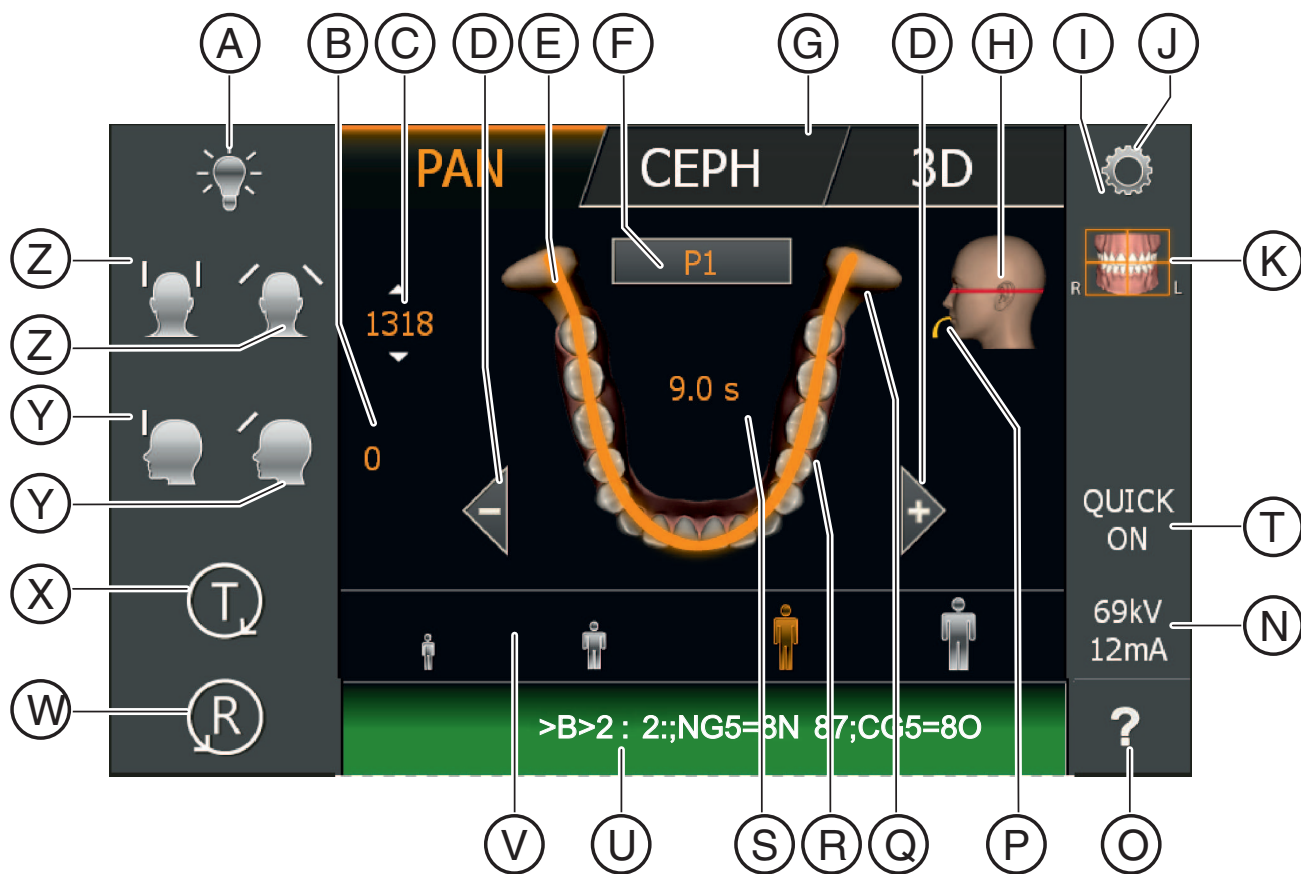 A B C D E F G D H I J
PAN CEPH 3D
P1
R L
Z K
1318
Z
9.0 s
Y
0
- +
QUICK
ON
Y T
X T
69kV
12mA
N
W R
>B>2 : 2:;NG5=8N 87;CG5=8O
?
V U S R Q P O